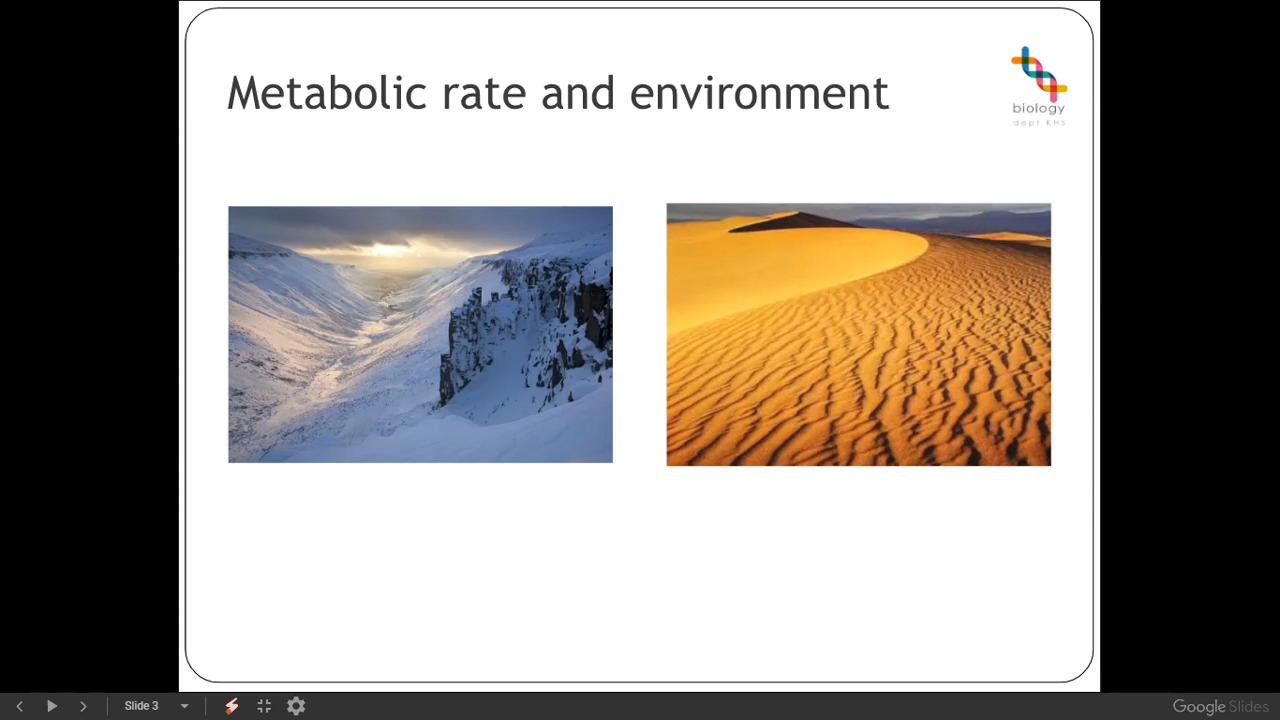 Metabolic rate and environment
biology
dept KHS
Slide 3
Google Slides